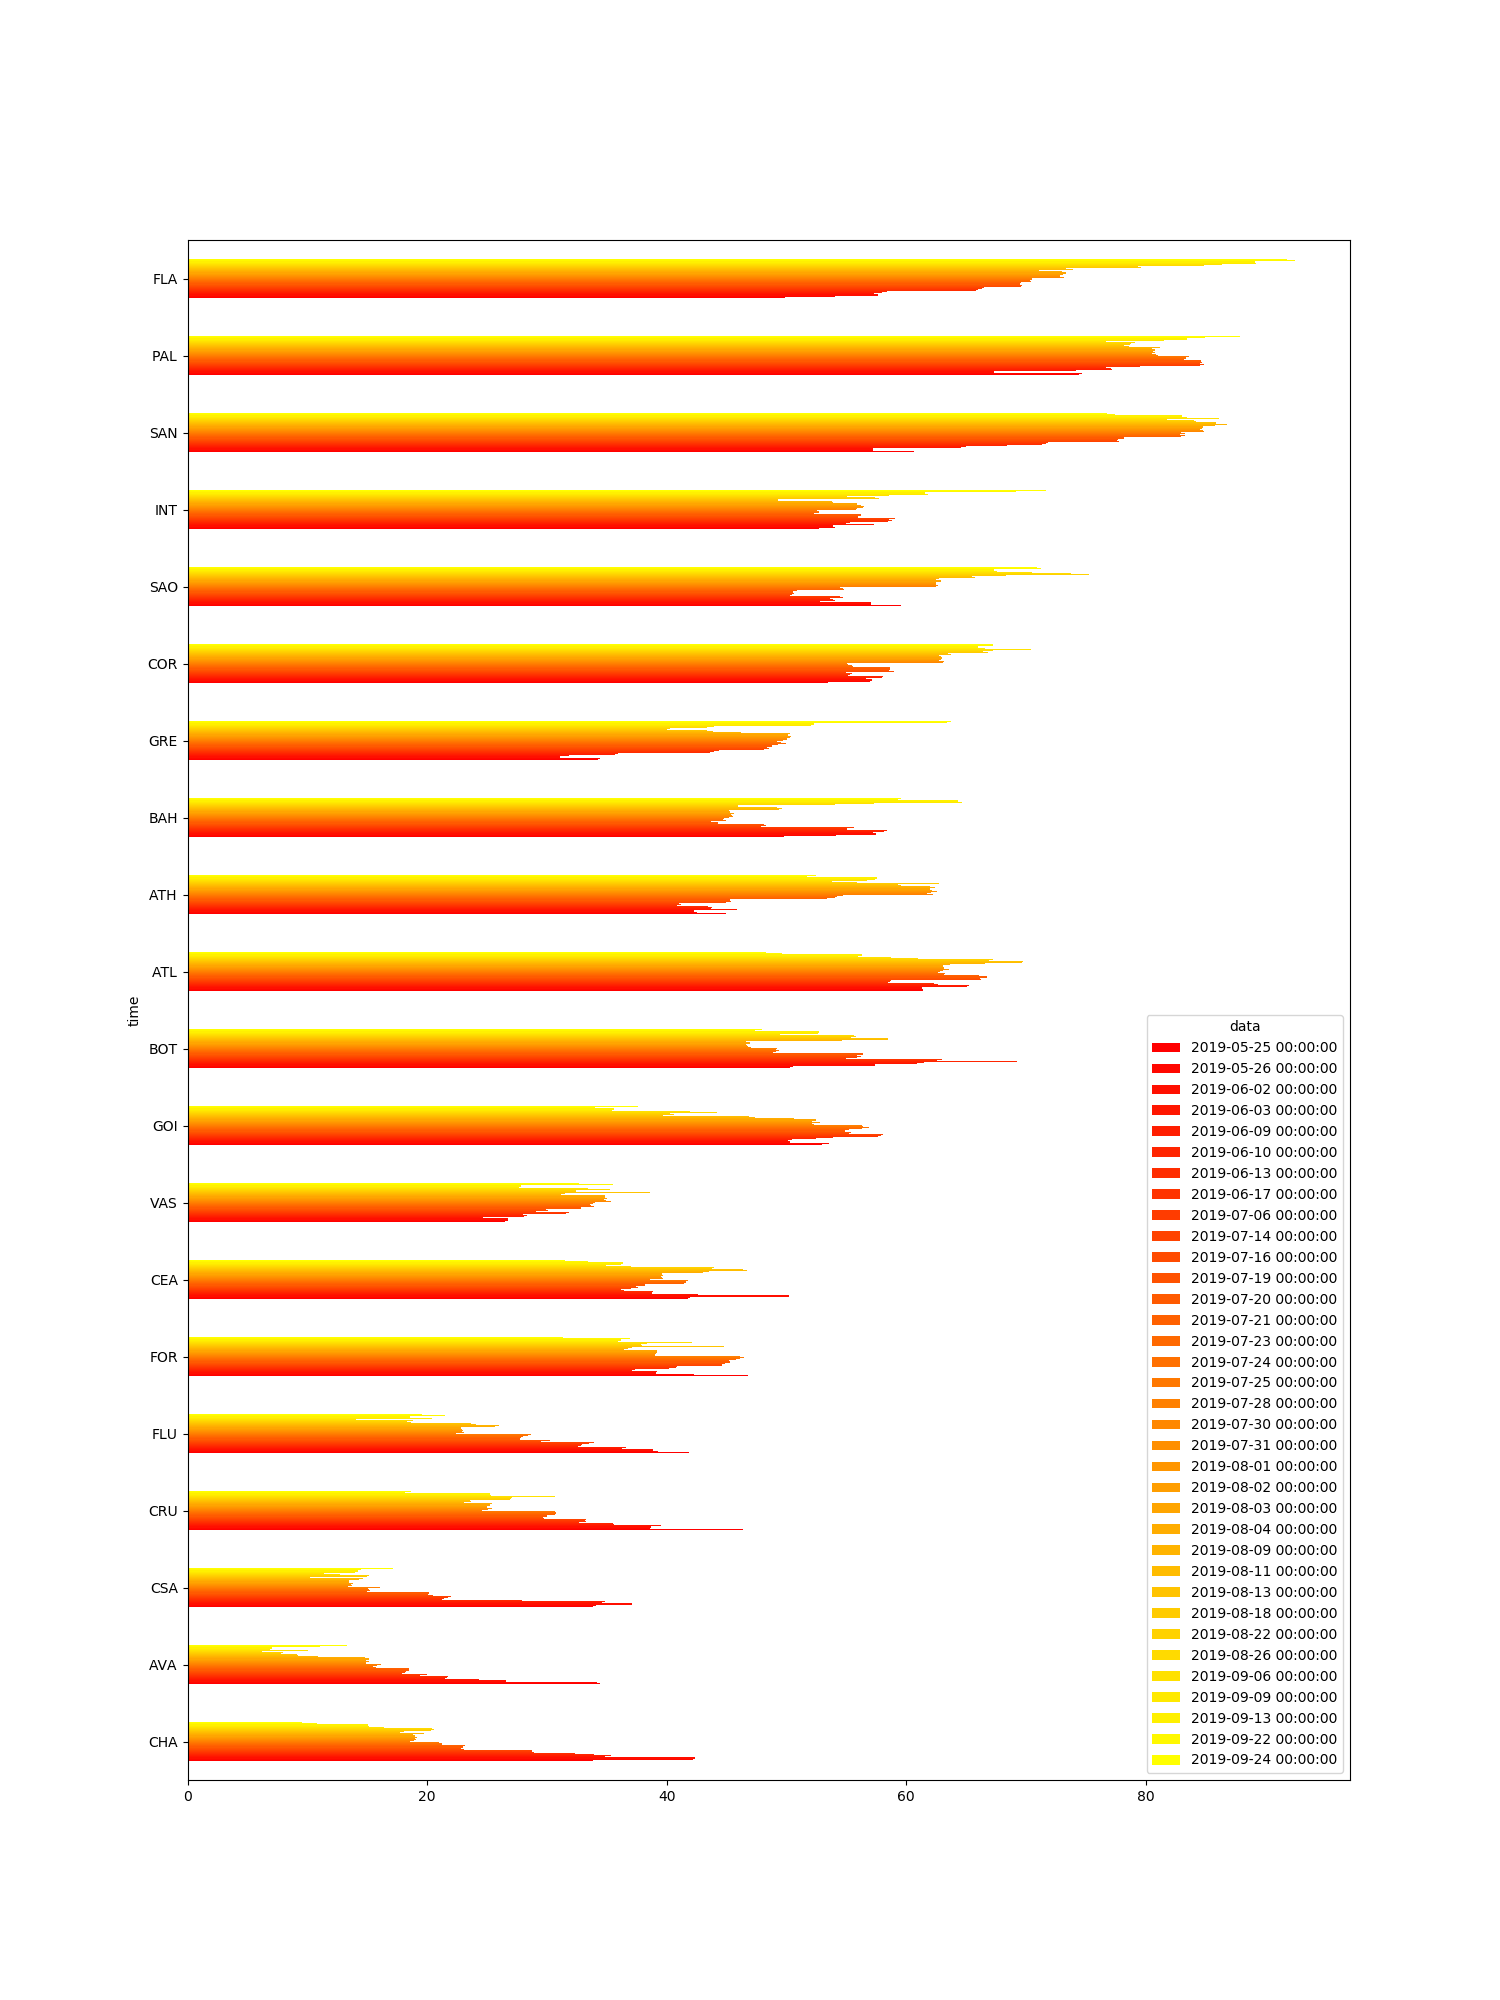 FLA
PAL
SAN
INT
SAO
COR
GRE
BAH
ATH
ATL
BOT
GOI
VAS
CEA
FOR
FLU
CRU
CSA
AVA
CHA
time
0 20 40 60 80
data
2019-05-25 00:00:00
2019-05-26 00:00:00
2019-06-02 00:00:00
2019-06-03 00:00:00
2019-06-09 00:00:00
2019-06-10 00:00:00
2019-06-13 00:00:00
2019-06-17 00:00:00
2019-07-06 00:00:00
2019-07-14 00:00:00
2019-07-16 00:00:00
2019-07-19 00:00:00
2019-07-20 00:00:00
2019-07-21 00:00:00
2019-07-23 00:00:00
2019-07-24 00:00:00
2019-07-25 00:00:00
2019-07-28 00:00:00
2019-07-30 00:00:00
2019-07-31 00:00:00
2019-08-01 00:00:00
2019-08-02 00:00:00
2019-08-03 00:00:00
2019-08-04 00:00:00
2019-08-09 00:00:00
2019-08-11 00:00:00
2019-08-13 00:00:00
2019-08-18 00:00:00
2019-08-22 00:00:00
2019-08-26 00:00:00
2019-09-06 00:00:00
2019-09-09 00:00:00
2019-09-13 00:00:00
2019-09-22 00:00:00
2019-09-24 00:00:00